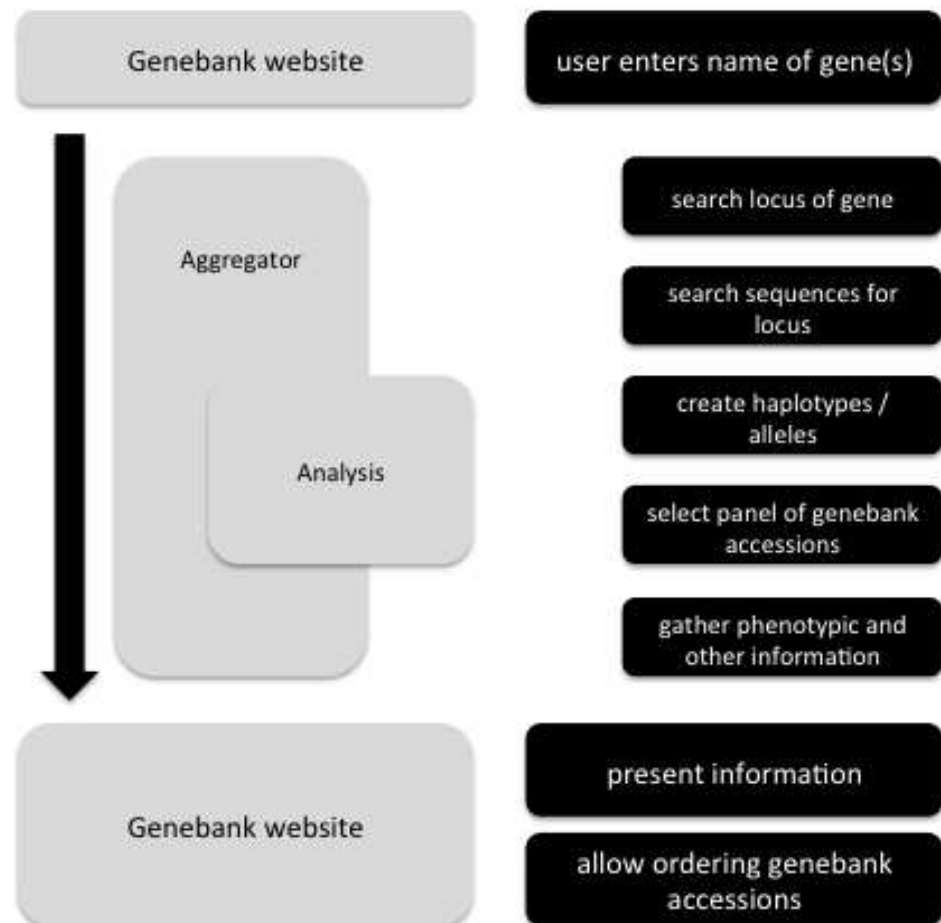 Genebank website
user enters name of gene(s)
Aggregator
search locus of gene
search sequences for
locus
Analysis
create haplotypes /
alleles
select panel of genebank
accessions
gather phenotypic and
other information
Genebank website
present information
allow ordering genebank
accessions